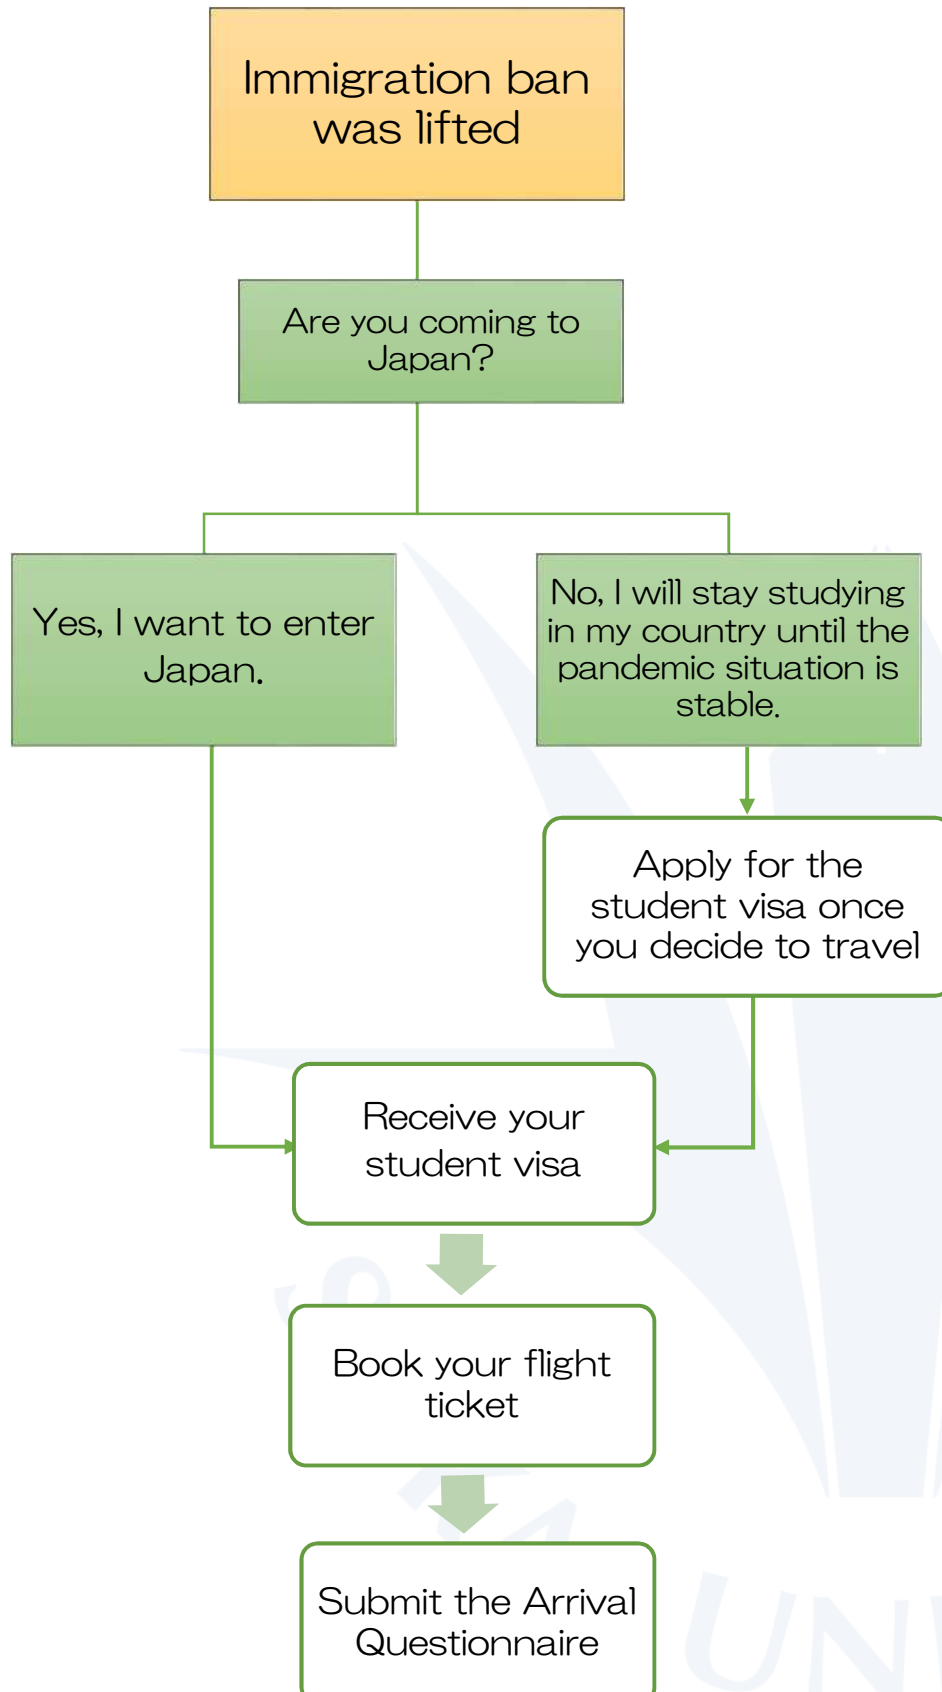 Immigration ban
was lifted
Are you coming to
Japan?
Yes, I want to enter
Japan.
No, I will stay studying
in my country until the
pandemic situation is
stable.
Apply for the
student visa once
you decide to travel
Receive your
student visa
Book your flight
ticket
Submit the Arrival
Questionnaire